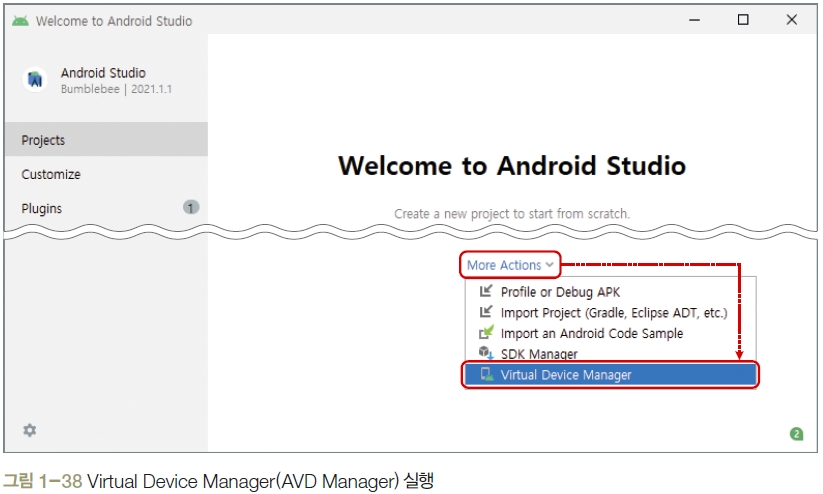 Welcome to Android Studio
Android Studio
Bumblebee | 2021.1.1
Projects
Customize
Plugins
1
Welcome to Android Studio
Create a new project to start from scratch.
More Actions
Profile or Debug APK
Import Project (Gradle, Eclipse ADT, etc.)
Import an Android Code Sample
SDK Manager
Virtual Device Manager
2
그림 1-38 Virtual Device Manager(AVD Manager) 실행